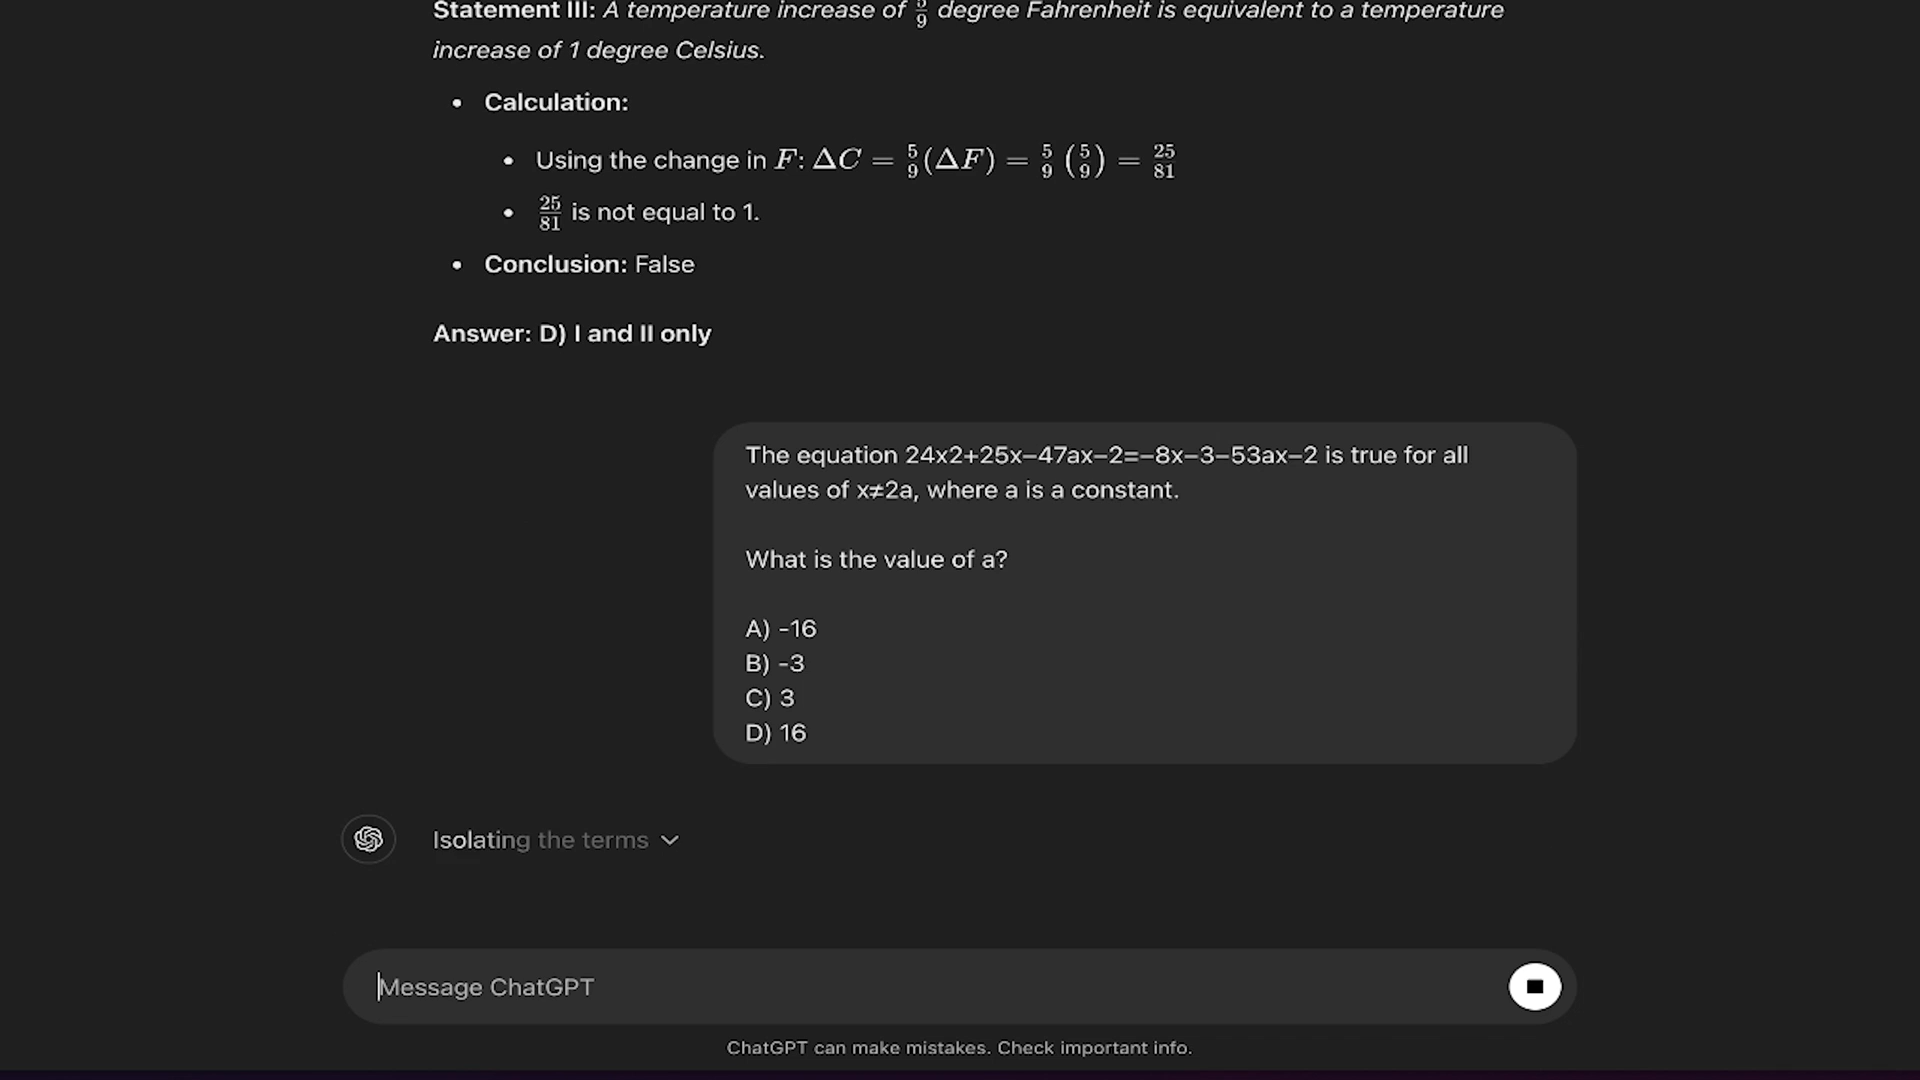 Statement III: A temperature increase of 5/9 degree Fahrenheit is equivalent to a temperature
increase of 1 degree Celsius.
• Calculation:
• Using the change in F: ΔC = 5/9(ΔF) = 5/9 (5/9) = 25/81
• 25/81 is not equal to 1.
• Conclusion: False
Answer: D) I and II only
The equation 24x2+25x−47ax−2=−8x−3−53ax−2 is true for all
values of x≠2a, where a is a constant.
What is the value of a?
A) -16
B) -3
C) 3
D) 16
Isolating the terms
Message ChatGPT
ChatGPT can make mistakes. Check important info.